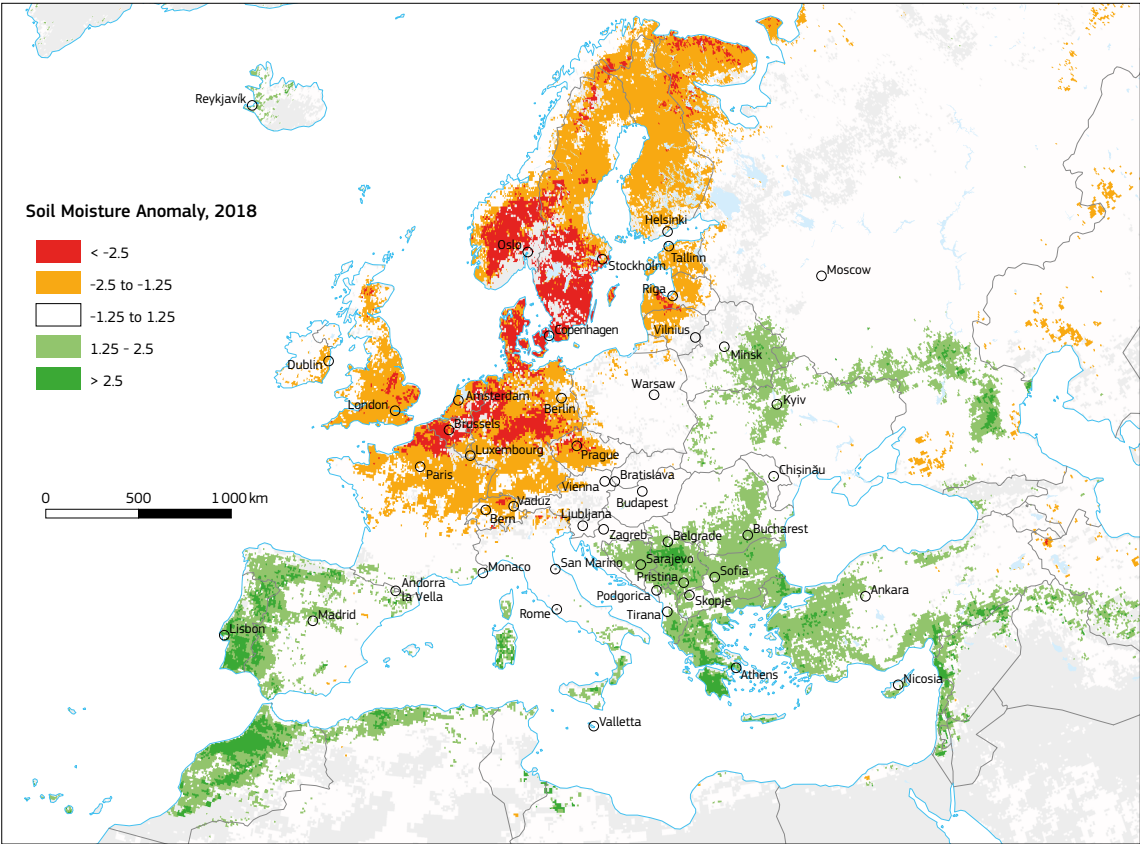 Reykjavík
Soil Moisture Anomaly, 2018
< -2.5
-2.5 to -1.25
-1.25 to 1.25
1.25 - 2.5
> 2.5
0 500 1000 km
Helsinki
Oslo
Tallinn
Stockholm
Moscow
Riga
Copenhagen
Vilnius
Minsk
Dublin
Warsaw
Amsterdam
London
Berlin
Kyiv
Brussels
Luxembourg
Prague
Paris
Chișinău
Bratislava
Vienna
Budapest
Vaduz
Bern
Ljubljana
Zagreb
Belgrade
Bucharest
Monaco
San Marino
Sarajevo
Pristina
Sofia
Andorra
la Vella
Podgorica
Skopje
Ankara
Madrid
Rome
Tirana
Lisbon
Athens
Nicosia
Valletta